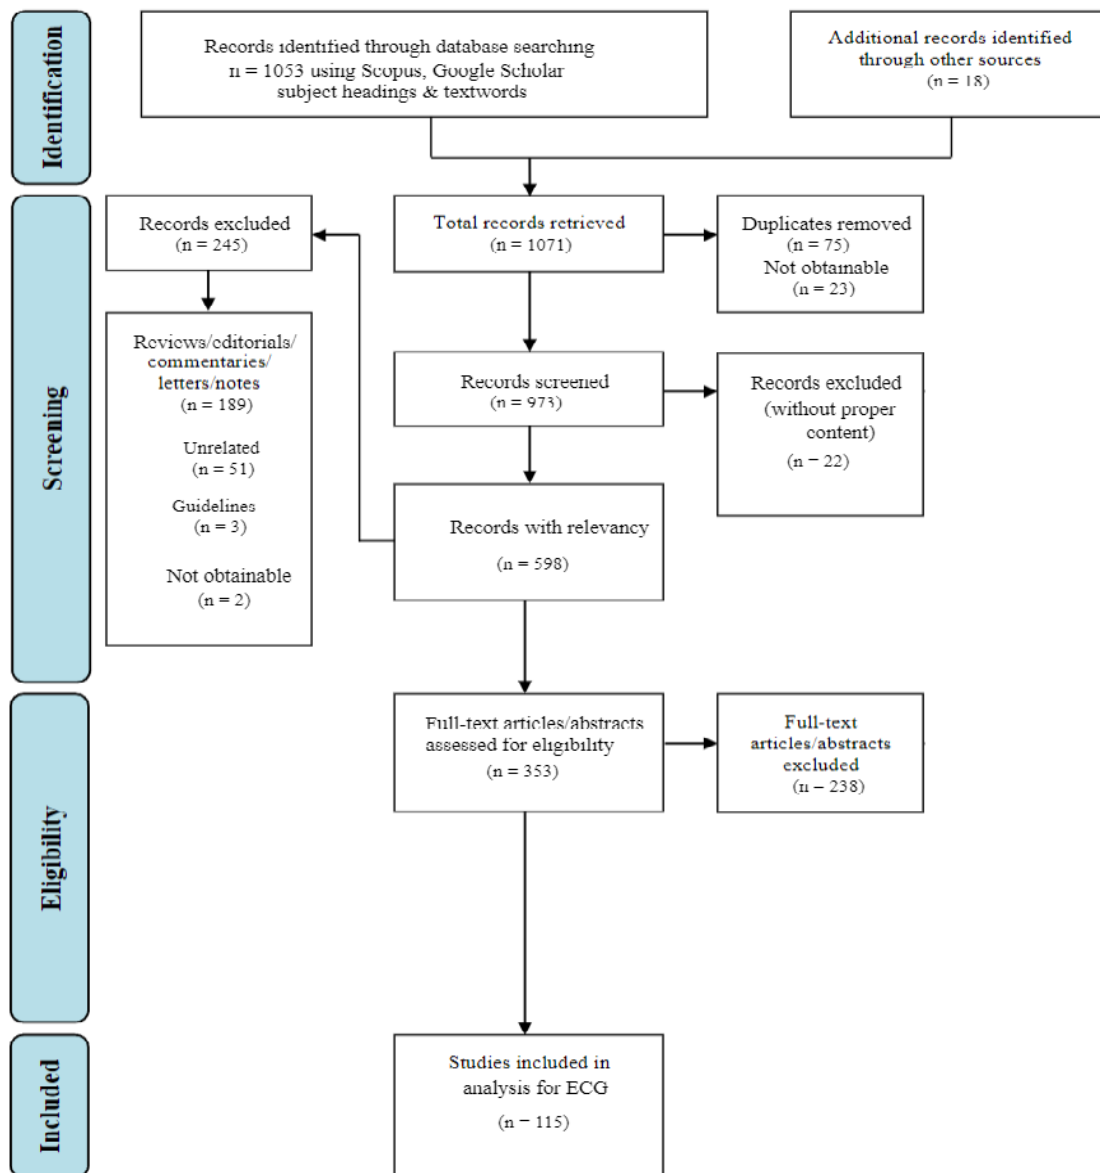 Identification
Records identified through database searching
n = 1053 using Scopus, Google Scholar
subject headings & textwords
Additional records identified
through other sources
(n = 18)
Screening
Records excluded
(n = 245)
Total records retrieved
(n = 1071)
Duplicates removed
(n = 75)
Not obtainable
(n = 23)
Reviews/editorials/
commentaries/
letters/notes
(n = 189)
Unrelated
(n = 51)
Guidelines
(n = 3)
Not obtainable
(n = 2)
Records screened
(n = 973)
Records excluded
(without proper
content)
(n = 22)
Records with relevancy
(n = 598)
Eligibility
Full-text articles/abstracts
assessed for eligibility
(n = 353)
Full-text
articles/abstracts
excluded
(n = 238)
Included
Studies included in
analysis for ECG
(n = 115)